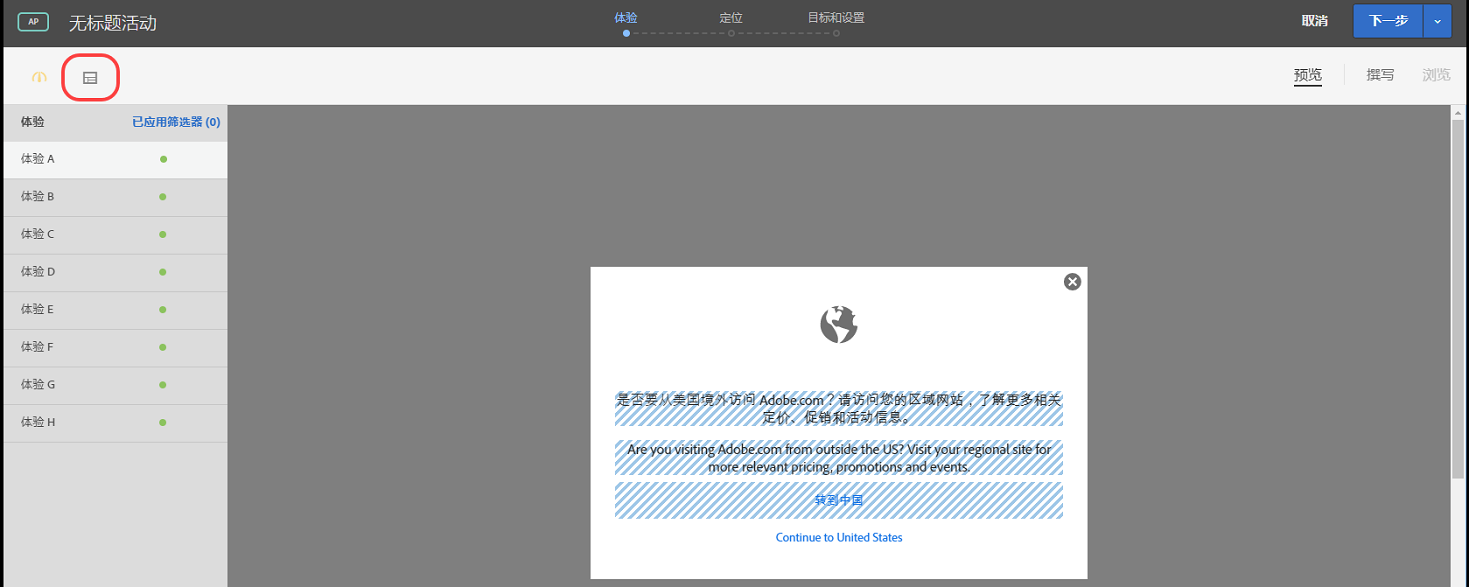 AP
无标题活动
体验
定位
目标和设置
取消
下一步
预览
撰写
浏览
体验
已应用筛选器 (0)
体验 A
体验 B
体验 C
体验 D
体验 E
体验 F
体验 G
体验 H
是否要从美国境外访问 Adobe.com？请访问您的区域网站，了解更多相关
定价、促销和活动信息。
Are you visiting Adobe.com from outside the US? Visit your regional site for
more relevant pricing, promotions and events.
转到中国
Continue to United States